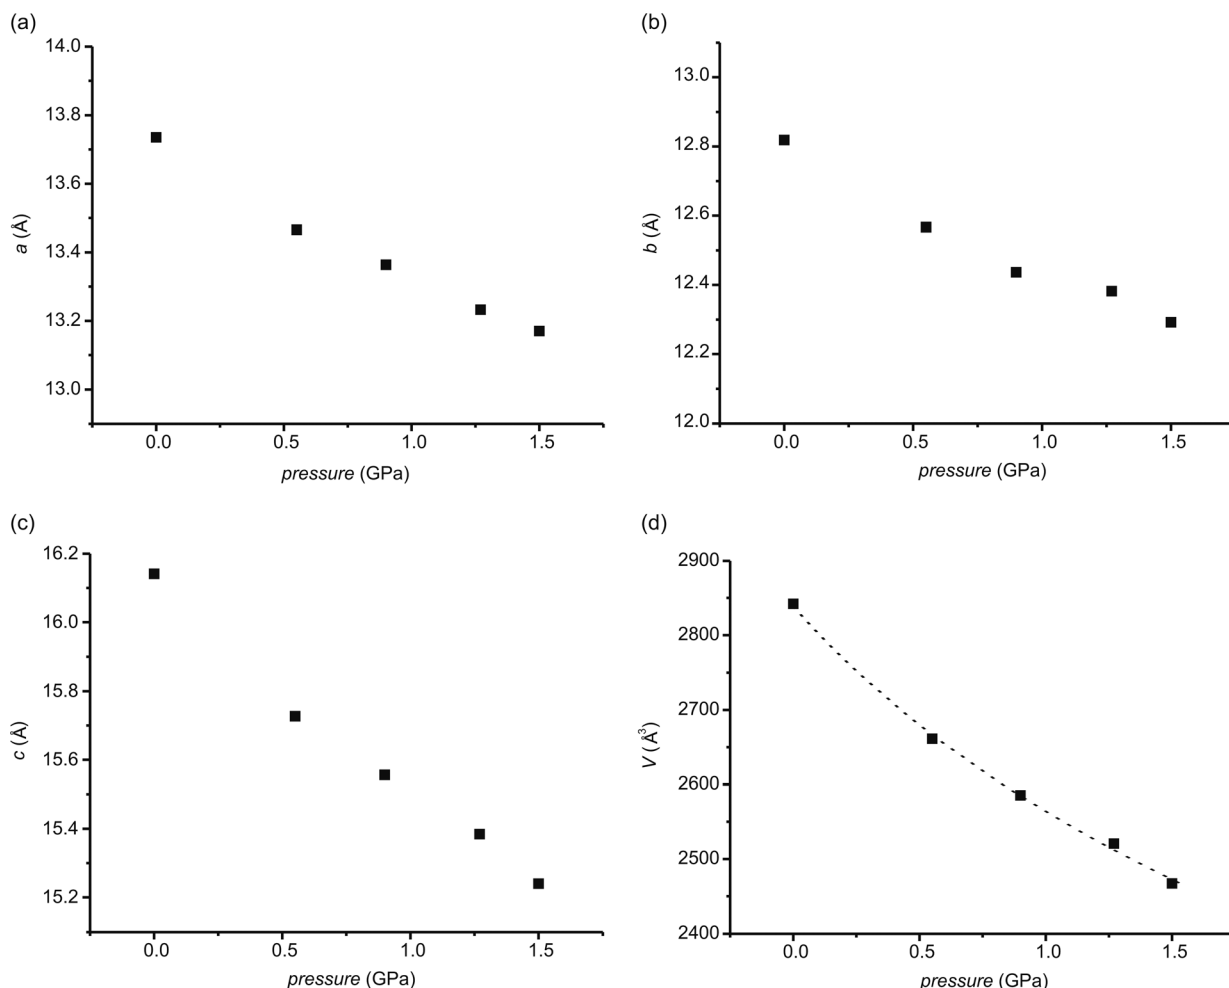 (a)
14.0
13.8
13.6
13.4
13.2
13.0
a (Å)
0.0 0.5 1.0 1.5
pressure (GPa)
(b)
13.0
12.8
12.6
12.4
12.2
12.0
b (Å)
0.0 0.5 1.0 1.5
pressure (GPa)
(c)
16.2
16.0
15.8
15.6
15.4
15.2
c (Å)
0.0 0.5 1.0 1.5
pressure (GPa)
(d)
2900
2800
2700
2600
2500
2400
V (Å³)
0.0 0.5 1.0 1.5
pressure (GPa)